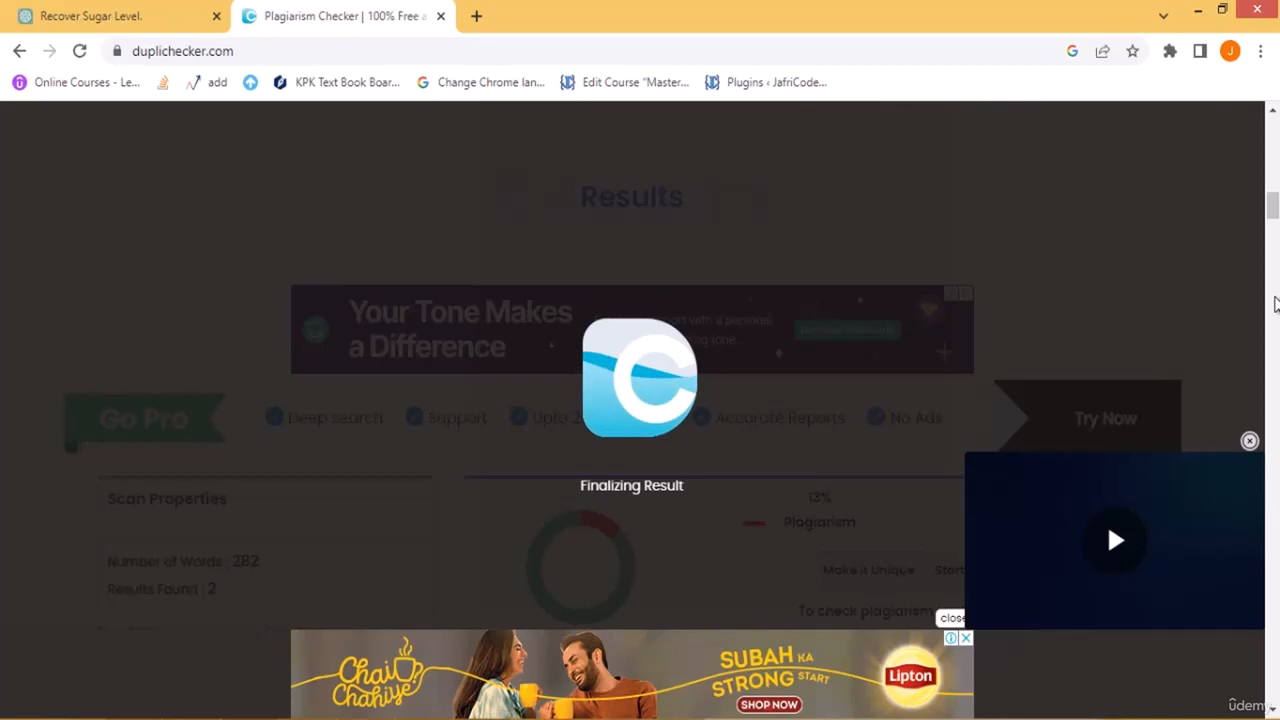 Recover Sugar Level.
Plagiarism Checker | 100% Free a
duplichecker.com
J
Online Courses - Le...
add
KPK Text Book Boar...
Change Chrome lan...
Edit Course "Master...
Plugins ‹ JafriCode...
Results
Your Tone Makes
a Difference
Go Pro
Deep search
Support
Upto 2
Accurate Reports
No Ads
Try Now
Finalizing Result
Scan Properties
Number of Words : 282
Results Found : 2
13%
Plagiarism
Make it Unique
Start
To check plagiarism
close
Chai
Chahiye!
SUBAH KA
STRONG START
SHOP NOW
Lipton
ûdemy